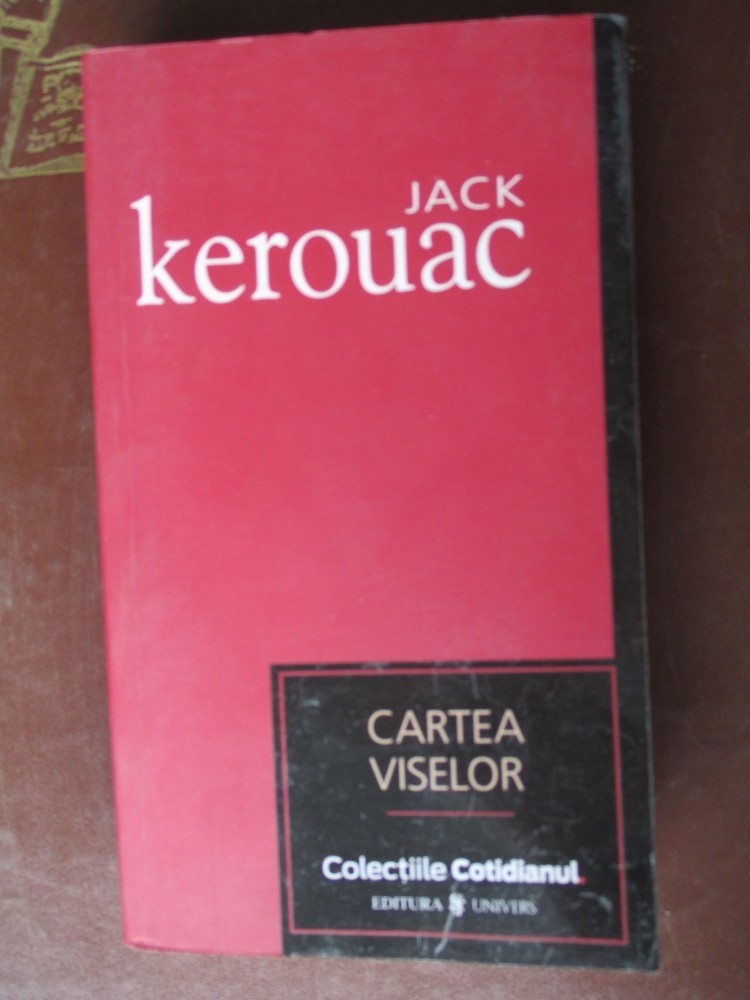 JACK
kerouac
CARTEA
VISELOR
Colecțiile Cotidianul.
EDITURA UNIVERS